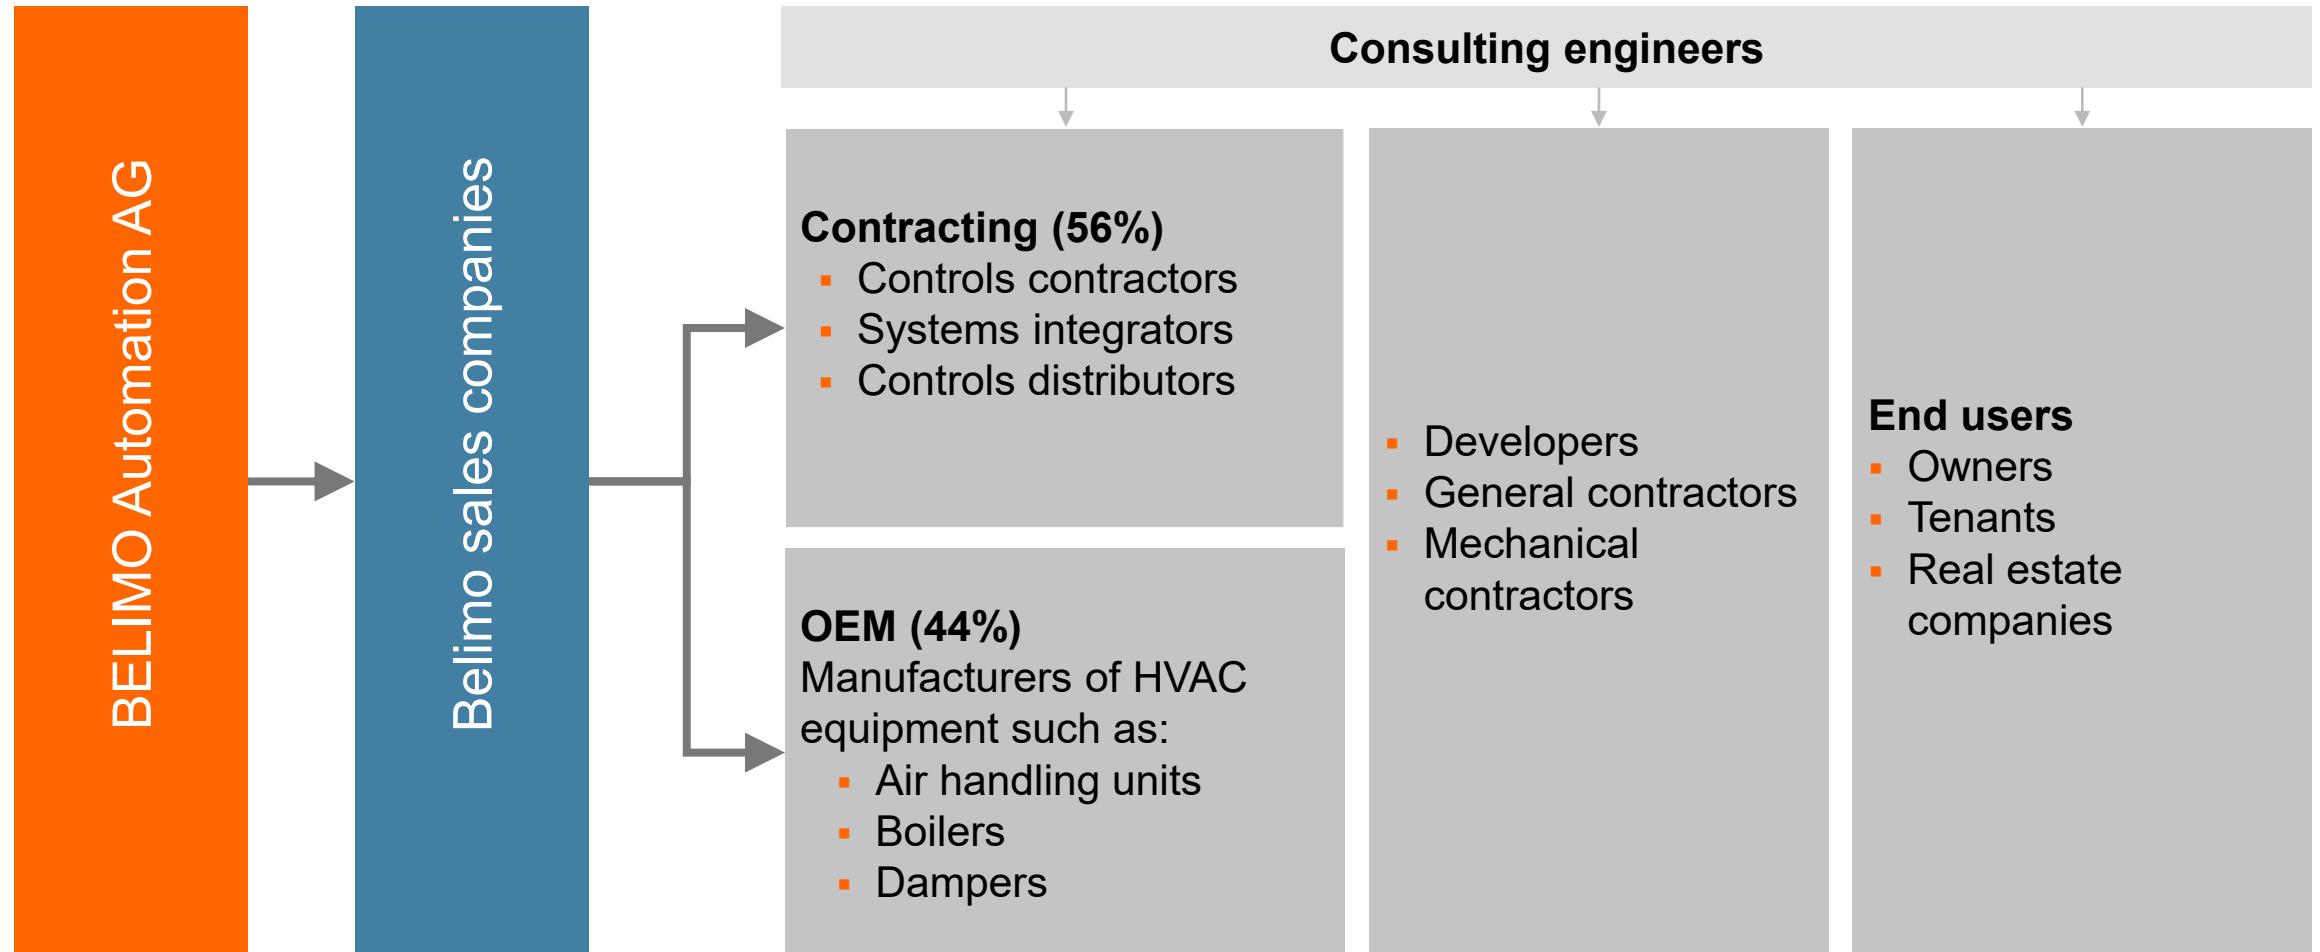 BELIMO Automation AG
Belimo sales companies
Consulting engineers
Contracting (56%)
▪ Controls contractors
▪ Systems integrators
▪ Controls distributors
OEM (44%)
Manufacturers of HVAC
equipment such as:
▪ Air handling units
▪ Boilers
▪ Dampers
▪ Developers
▪ General contractors
▪ Mechanical
contractors
End users
▪ Owners
▪ Tenants
▪ Real estate
companies